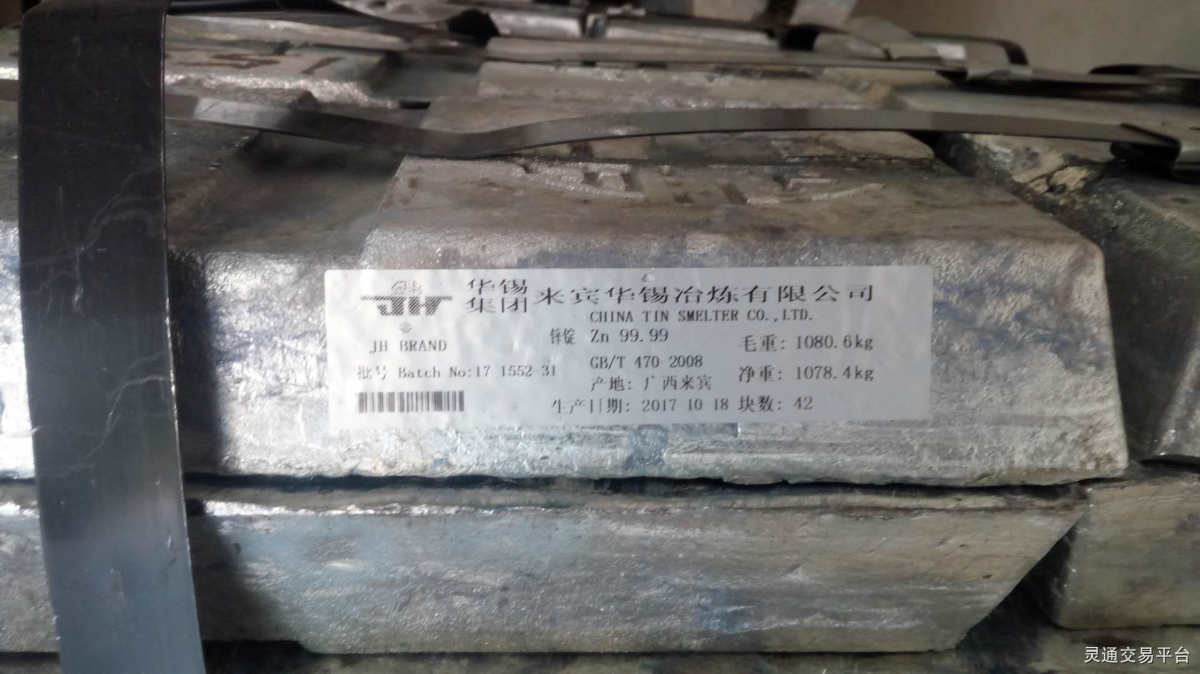 华锡集团 来宾华锡冶炼有限公司
CHINA TIN SMELTER CO.,LTD.
JH
®
JH BRAND
锌锭 Zn 99.99
毛重: 1080.6kg
批号 Batch No:17 1552-31
GB/T 470-2008
净重: 1078.4kg
产地: 广西来宾
生产日期: 2017 10 18 块数: 42
灵通交易平台